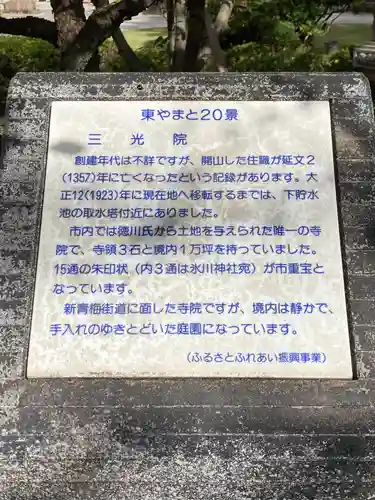 東やまと20景
三光院
創建年代は不詳ですが、開山した住職が延文2
(1357)年に亡くなったという記録があります。大
正12(1923)年に現在地へ移転するまでは、下貯水
池の取水塔付近にありました。
市内では徳川氏から土地を与えられた唯一の寺
院で、寺領3石と境内1万坪を持っていました。
15通の朱印状(内3通は氷川神社宛)が市重宝と
なっています。
新青梅街道に面した寺院ですが、境内は静かで、
手入れのゆきとどいた庭園になっています。
(ふるさとふれあい振興事業)